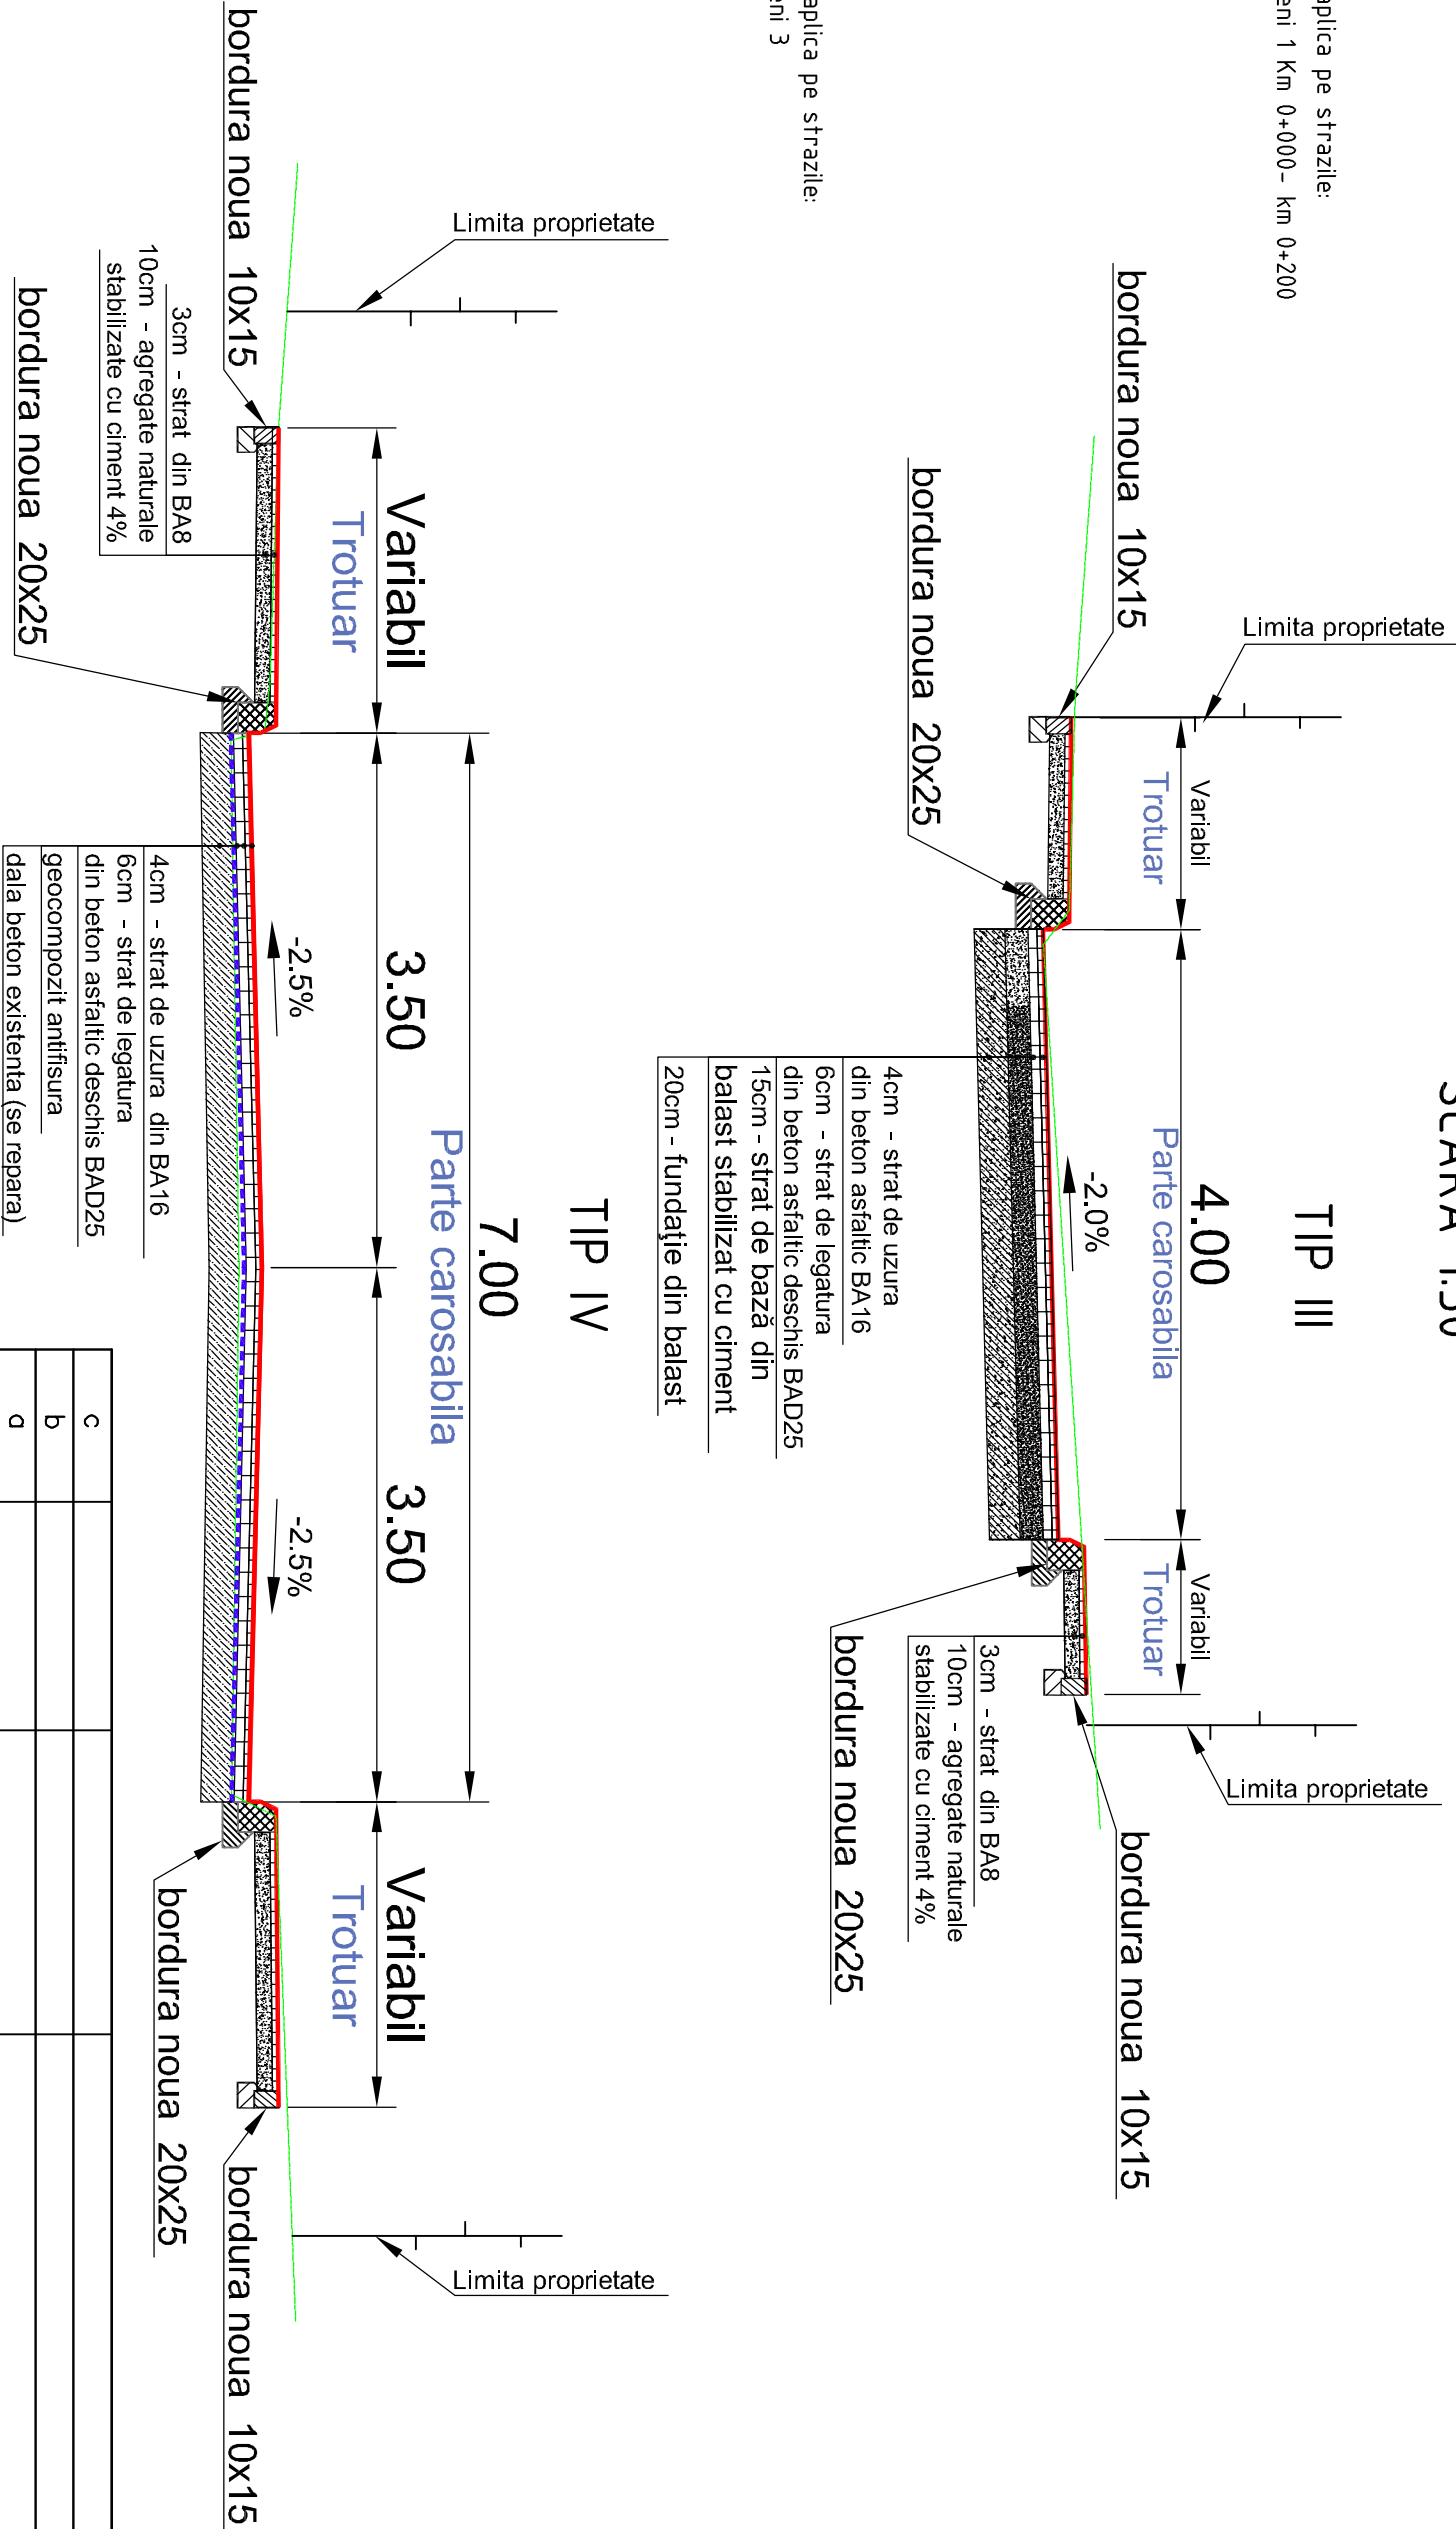 aplica pe strazile:
eni 1 Km 0+000- km 0+200
TIP III
Limita proprietate
Limita proprietate
4.00
Parte carosabila
Variabil
Trotuar
Variabil
Trotuar
-2.0%
bordura noua 10x15
bordura noua 10x15
bordura noua 20x25
bordura noua 20x25
4cm - strat de uzura
din beton asfaltic BA16
6cm - strat de legatura
din beton asfaltic deschis BAD25
15cm - strat de bază din
balast stabilizat cu ciment
20cm - fundaţie din balast
3cm - strat din BA8
10cm - agregate naturale
stabilizate cu ciment 4%
aplica pe strazile:
eni 3
TIP IV
Limita proprietate
Limita proprietate
7.00
Parte carosabila
3.50
3.50
Variabil
Trotuar
Variabil
Trotuar
-2.5%
-2.5%
bordura noua 10x15
bordura noua 10x15
3cm - strat din BA8
10cm - agregate naturale
stabilizate cu ciment 4%
bordura noua 20x25
bordura noua 20x25
4cm - strat de uzura din BA16
6cm - strat de legatura
din beton asfaltic deschis BAD25
geocompozit antifisura
dala beton existenta (se repara)
c
b
a